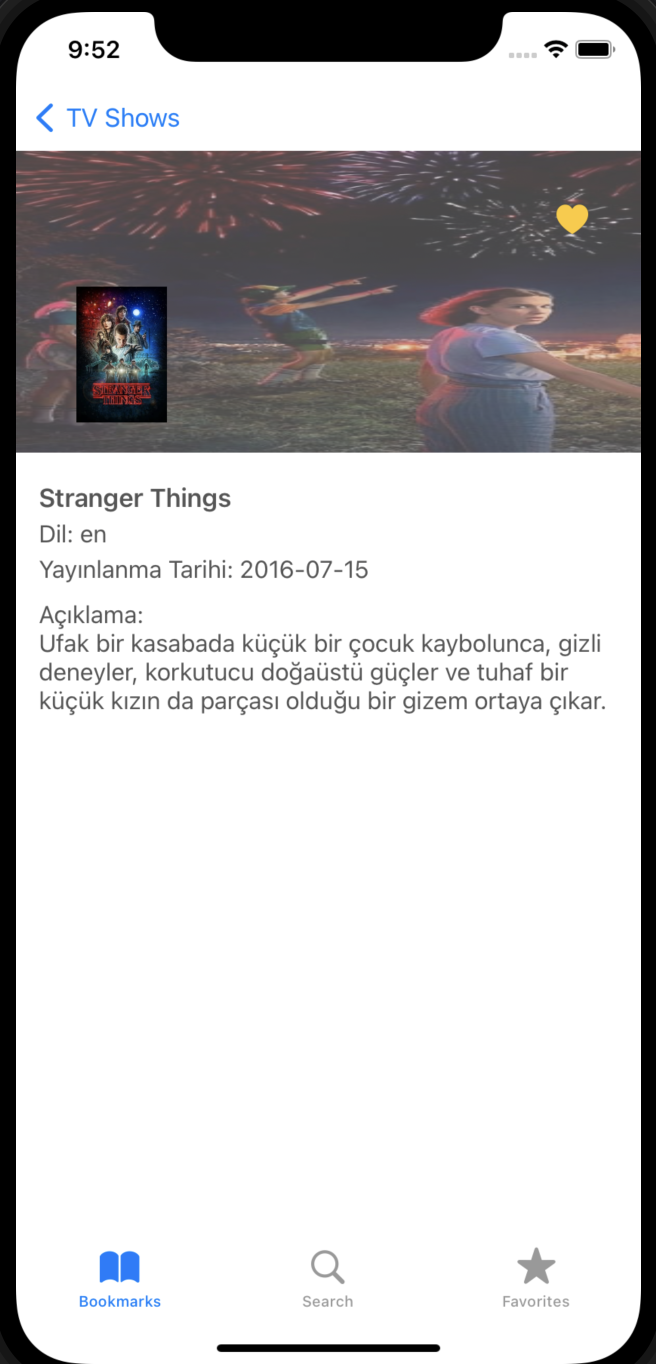 9:52
TV Shows
STRANGER
THINGS
Stranger Things
Dil: en
Yayınlanma Tarihi: 2016-07-15
Açıklama:
Ufak bir kasabada küçük bir çocuk kaybolunca, gizli
deneyler, korkutucu doğaüstü güçler ve tuhaf bir
küçük kızın da parçası olduğu bir gizem ortaya çıkar.
Bookmarks
Search
Favorites